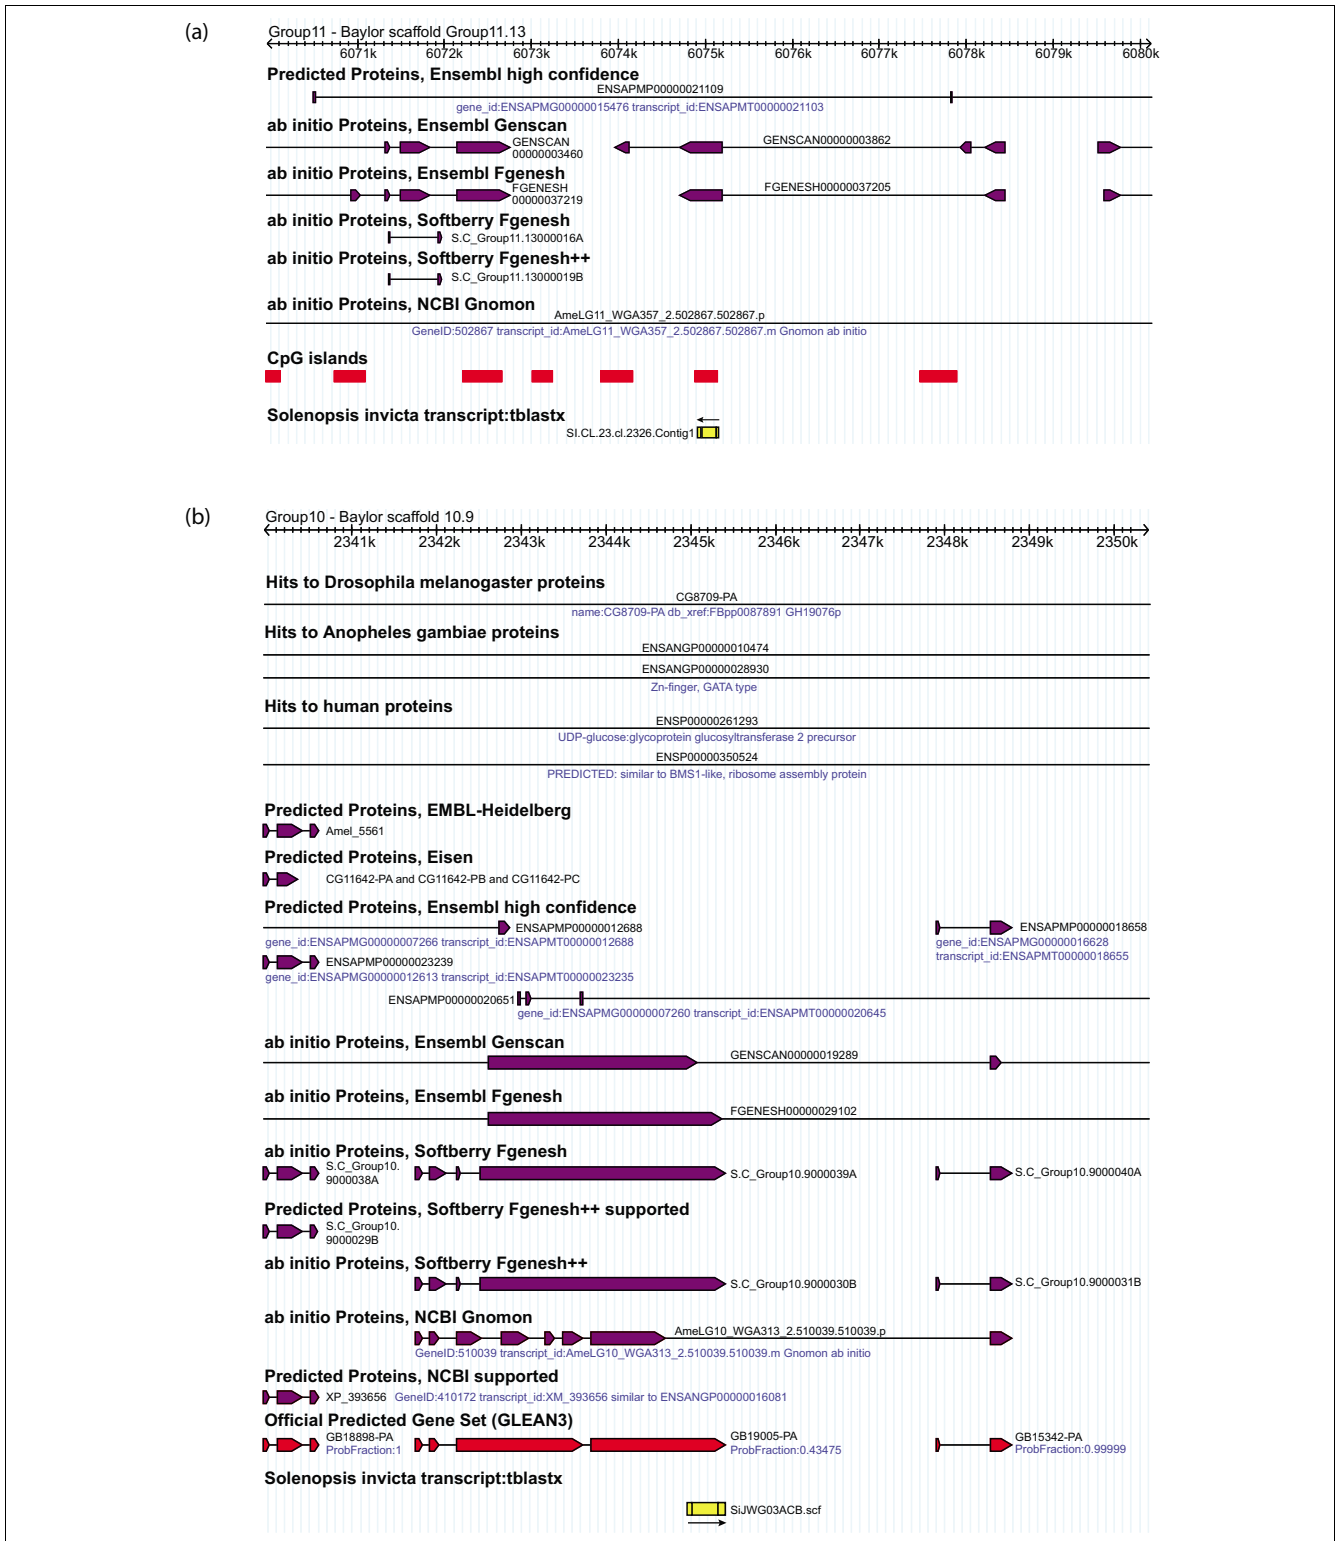 (a)
Group11 - Baylor scaffold Group11.13
6071k 6072k 6073k 6074k 6075k 6076k 6077k 6078k 6079k 6080k
Predicted Proteins, Ensembl high confidence
ENSAPMP00000021109
gene_id:ENSAPMG00000015476 transcript_id:ENSAPMT00000021103
ab initio Proteins, Ensembl Genscan
GENSCAN
00000003460
GENSCAN00000003862
ab initio Proteins, Ensembl Fgenesh
FGENESH
00000037219
FGENESH00000037205
ab initio Proteins, Softberry Fgenesh
S.C_Group11.13000016A
ab initio Proteins, Softberry Fgenesh++
S.C_Group11.13000019B
ab initio Proteins, NCBI Gnomon
AmeLG11_WGA357_2.502867.502867.p
GeneID:502867 transcript_id:AmeLG11_WGA357_2.502867.502867.m Gnomon ab initio
CpG islands
Solenopsis invicta transcript:tblastx
SI.CL.23.cl.2326.Contig1
(b)
Group10 - Baylor scaffold 10.9
2341k 2342k 2343k 2344k 2345k 2346k 2347k 2348k 2349k 2350k
Hits to Drosophila melanogaster proteins
CG8709-PA
name:CG8709-PA db_xref:FBpp0087891 GH19076p
Hits to Anopheles gambiae proteins
ENSANGP00000010474
ENSANGP00000028930
Zn-finger, GATA type
Hits to human proteins
ENSP00000261293
UDP-glucose:glycoprotein glucosyltransferase 2 precursor
ENSP00000350524
PREDICTED: similar to BMS1-like, ribosome assembly protein
Predicted Proteins, EMBL-Heidelberg
Amel_5561
Predicted Proteins, Eisen
CG11642-PA and CG11642-PB and CG11642-PC
Predicted Proteins, Ensembl high confidence
ENSAPMP00000012688
gene_id:ENSAPMG00000007266 transcript_id:ENSAPMT00000012688
ENSAPMP00000018658
gene_id:ENSAPMG00000016628
transcript_id:ENSAPMT00000018655
ENSAPMP00000023239
gene_id:ENSAPMG00000012613 transcript_id:ENSAPMT00000023235
ENSAPMP00000020651
gene_id:ENSAPMG00000007260 transcript_id:ENSAPMT00000020645
ab initio Proteins, Ensembl Genscan
GENSCAN00000019289
ab initio Proteins, Ensembl Fgenesh
FGENESH00000029102
ab initio Proteins, Softberry Fgenesh
S.C_Group10.
9000038A
S.C_Group10.9000039A
S.C_Group10.9000040A
Predicted Proteins, Softberry Fgenesh++ supported
S.C_Group10.
9000029B
ab initio Proteins, Softberry Fgenesh++
S.C_Group10.9000030B
S.C_Group10.9000031B
ab initio Proteins, NCBI Gnomon
AmeLG10_WGA313_2.510039.510039.p
GeneID:510039 transcript_id:AmeLG10_WGA313_2.510039.510039.m Gnomon ab initio
Predicted Proteins, NCBI supported
XP_393656 GeneID:410172 transcript_id:XM_393656 similar to ENSANGP00000016081
Official Predicted Gene Set (GLEAN3)
GB18898-PA
ProbFraction:1
GB19005-PA
ProbFraction:0.43475
GB15342-PA
ProbFraction:0.99999
Solenopsis invicta transcript:tblastx
SiJWG03ACB.scf